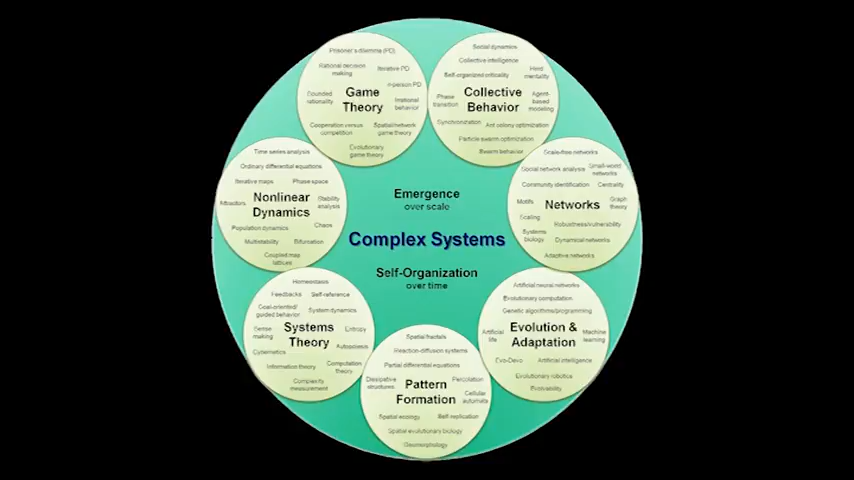 Prisoner's dilemma (PD)
Rational decision
making
Iterative PD
n-person PD
Bounded
rationality
Game
Theory
Irrational
behavior
Cooperation versus
competition
Spatial/network
game theory
Evolutionary
game theory
Social dynamics
Collective intelligence
Self-organized criticality
Herd
mentality
Phase
transition
Collective
Behavior
Agent-
based
modeling
Synchronization
Ant colony optimization
Particle swarm optimization
Swarm behavior
Time series analysis
Ordinary differential equations
Iterative maps
Phase space
Attractors
Nonlinear
Dynamics
Stability
analysis
Population dynamics
Chaos
Multistability
Bifurcation
Coupled map
lattices
Scale-free networks
Social network analysis
Small-world
networks
Community identification
Centrality
Motifs
Networks
Graph
theory
Scaling
Robustness/vulnerability
Systems
biology
Dynamical networks
Adaptive networks
Emergence
over scale
Complex Systems
Self-Organization
over time
Homeostasis
Feedbacks
Self-reference
Goal-oriented/
guided behavior
System dynamics
Sense
making
Systems
Theory
Entropy
Autopoiesis
Cybernetics
Information theory
Computation
theory
Complexity
measurement
Artificial neural networks
Evolutionary computation
Genetic algorithms/programming
Artificial
life
Evolution &
Adaptation
Machine
learning
Evo-Devo
Artificial intelligence
Evolutionary robotics
Evolvability
Spatial fractals
Reaction-diffusion systems
Partial differential equations
Dissipative
structures
Percolation
Pattern
Formation
Cellular
automata
Spatial ecology
Self-replication
Spatial evolutionary biology
Geomorphology